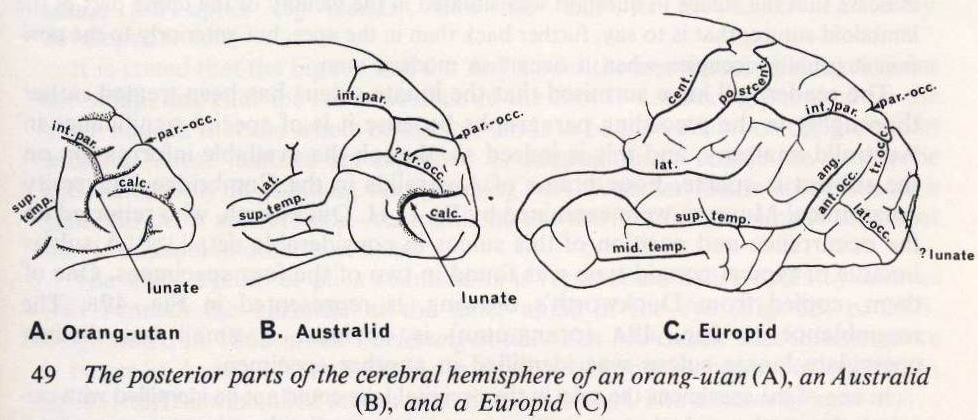 cent.
postcent.
int. par.
int. par.
par.-occ.
int. par.
par.-occ.
par.-occ.
? tr. occ.
lat.
lat.
ang.
tr. occ.
calc.
ant. occ.
sup. temp.
calc.
sup. temp.
sup. temp.
lat. occ.
mid. temp.
? lunate
lunate
lunate
A. Orang-utan
B. Australid
C. Europid
49 The posterior parts of the cerebral hemisphere of an orang-utan (A), an Australid
(B), and a Europid (C)